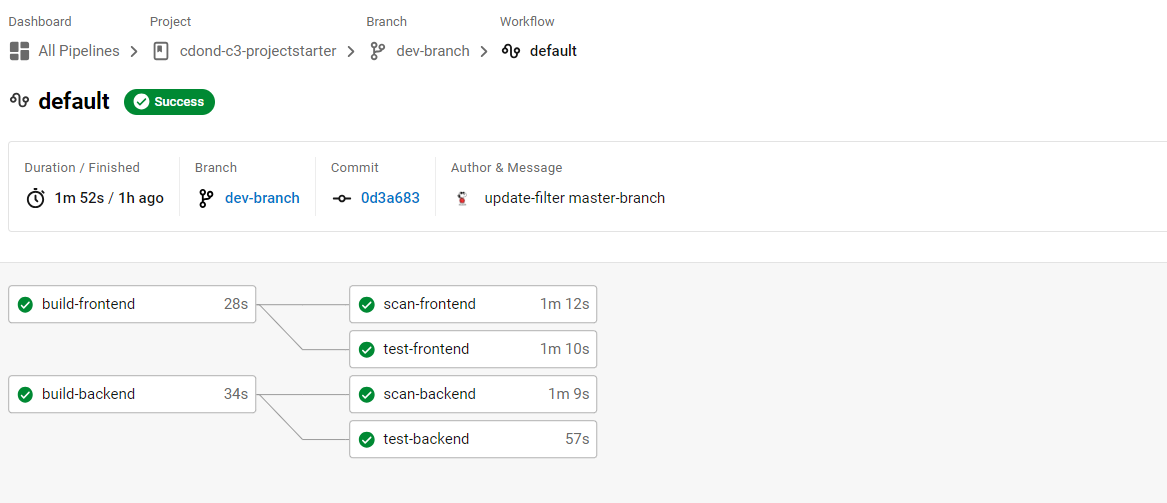 Dashboard Project Branch Workflow
All Pipelines cdond-c3-projectstarter dev-branch default
default Success
Duration / Finished Branch Commit Author & Message
1m 52s / 1h ago dev-branch 0d3a683 update-filter master-branch
build-frontend 28s scan-frontend 1m 12s
test-frontend 1m 10s
build-backend 34s scan-backend 1m 9s
test-backend 57s